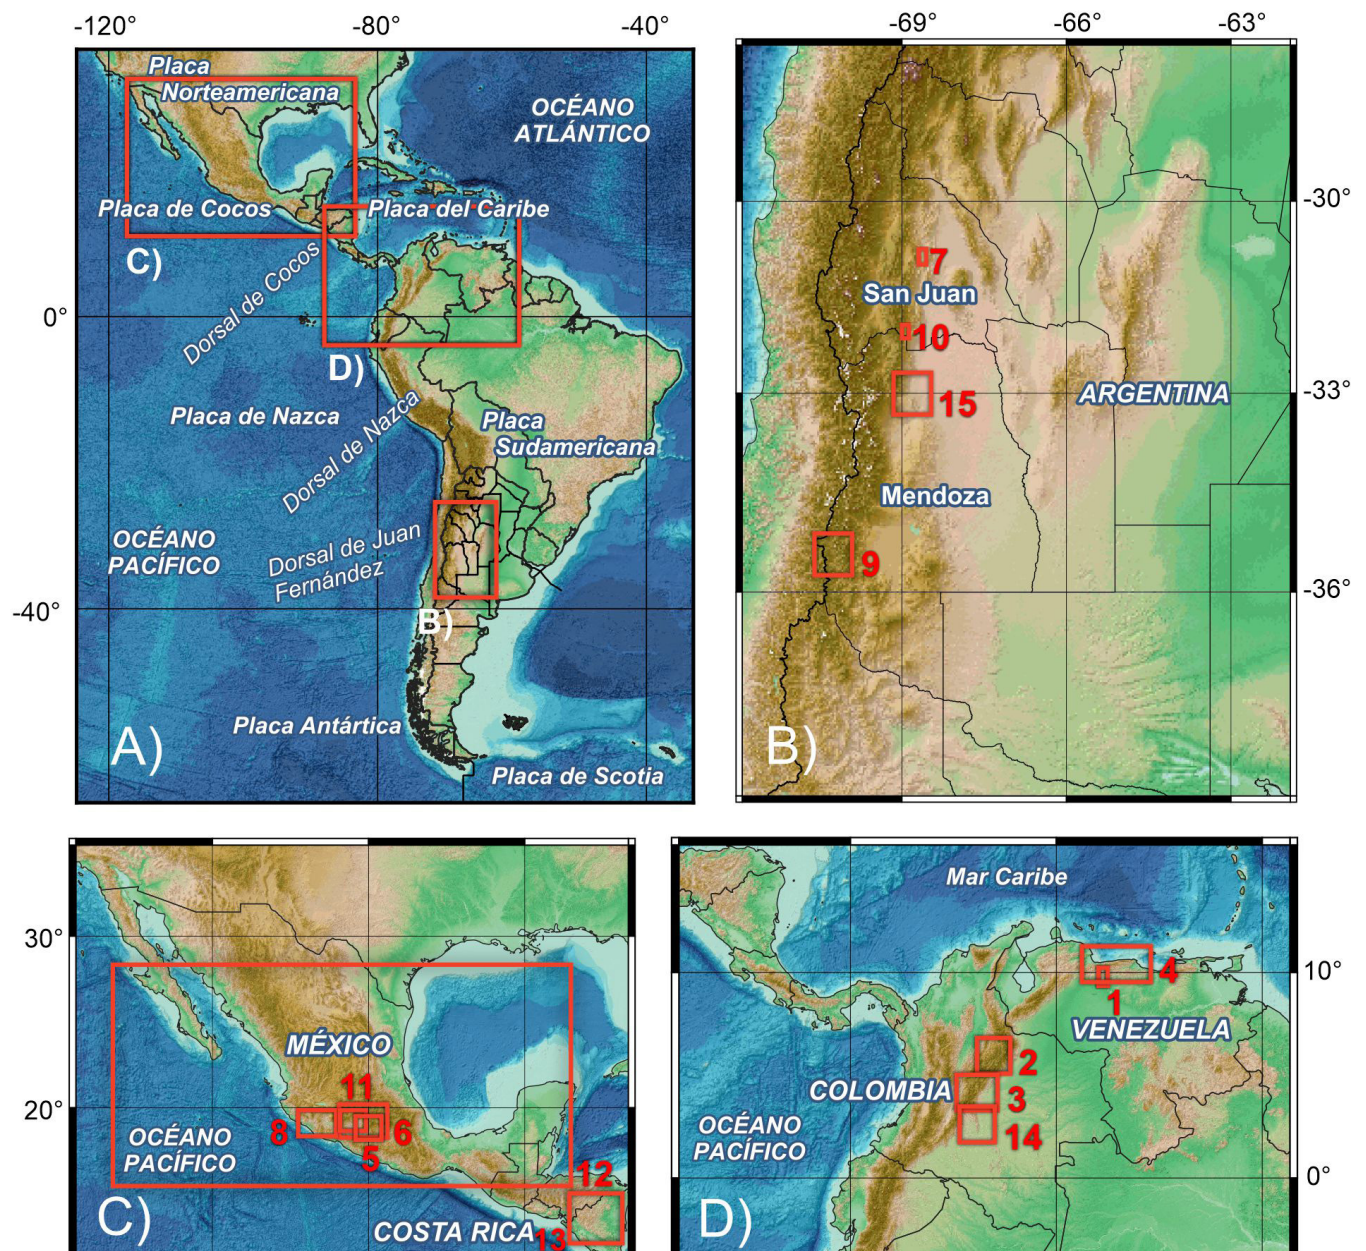 -120°
-80°
-40°
Placa
Norteamericana
OCÉANO
ATLÁNTICO
Placa de Cocos
Placa del Caribe
C)
Dorsal de Cocos
0°
D)
Placa de Nazca
Dorsal de Nazca
Placa
Sudamericana
OCÉANO
PACÍFICO
Dorsal de Juan
Fernández
-40°
B)
Placa Antártica
A)
Placa de Scotia
-69°
-66°
-63°
-30°
7
San Juan
10
15
ARGENTINA
-33°
Mendoza
9
-36°
B)
30°
MÉXICO
11
20°
8
6
5
OCÉANO
PACÍFICO
12
C)
COSTA RICA
13
Mar Caribe
4
10°
1
VENEZUELA
2
COLOMBIA
3
14
OCÉANO
PACÍFICO
0°
D)